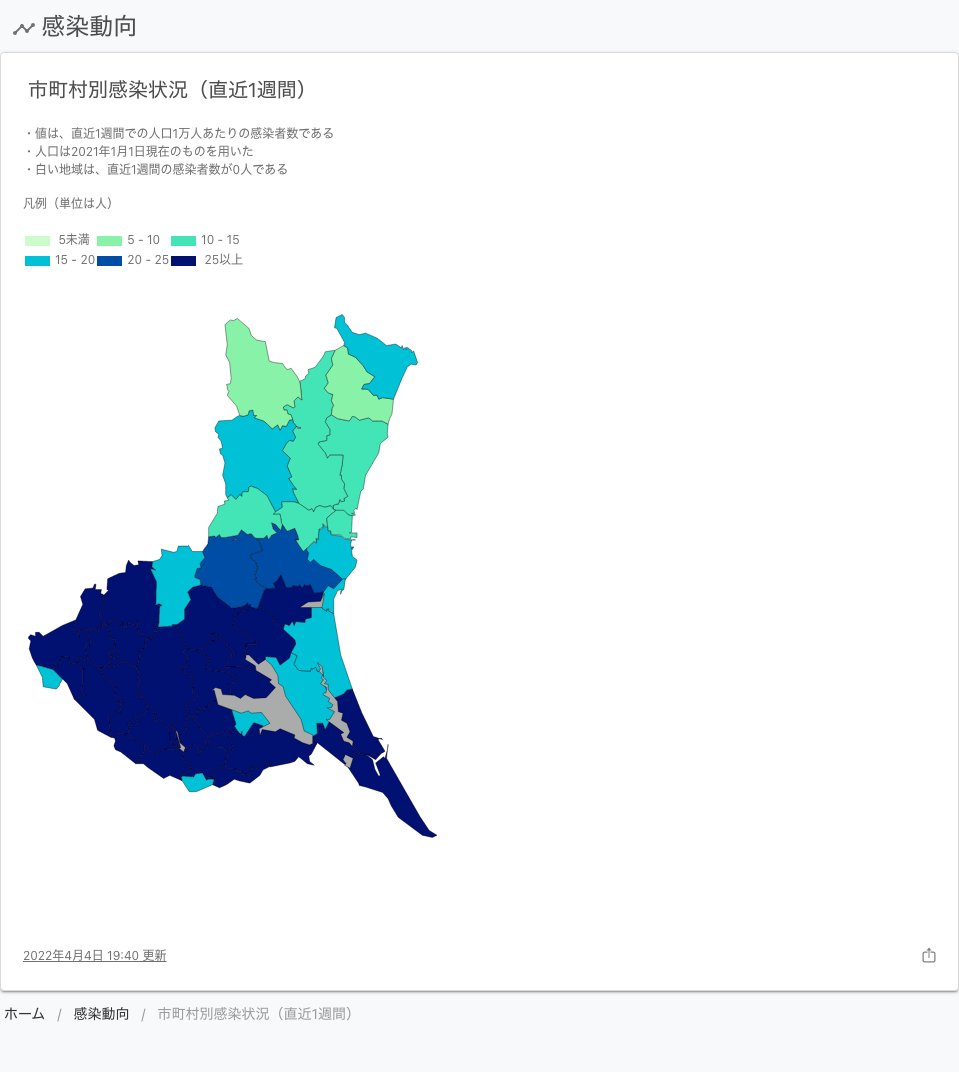 感染動向
市町村別感染状況（直近1週間）
・値は、直近1週間での人口1万人あたりの感染者数である
・人口は2021年1月1日現在のものを用いた
・白い地域は、直近1週間の感染者数が0人である
凡例（単位は人）
5未満 5 - 10 10 - 15
15 - 20 20 - 25 25以上
2022年4月4日 19:40 更新
ホーム / 感染動向 / 市町村別感染状況（直近1週間）